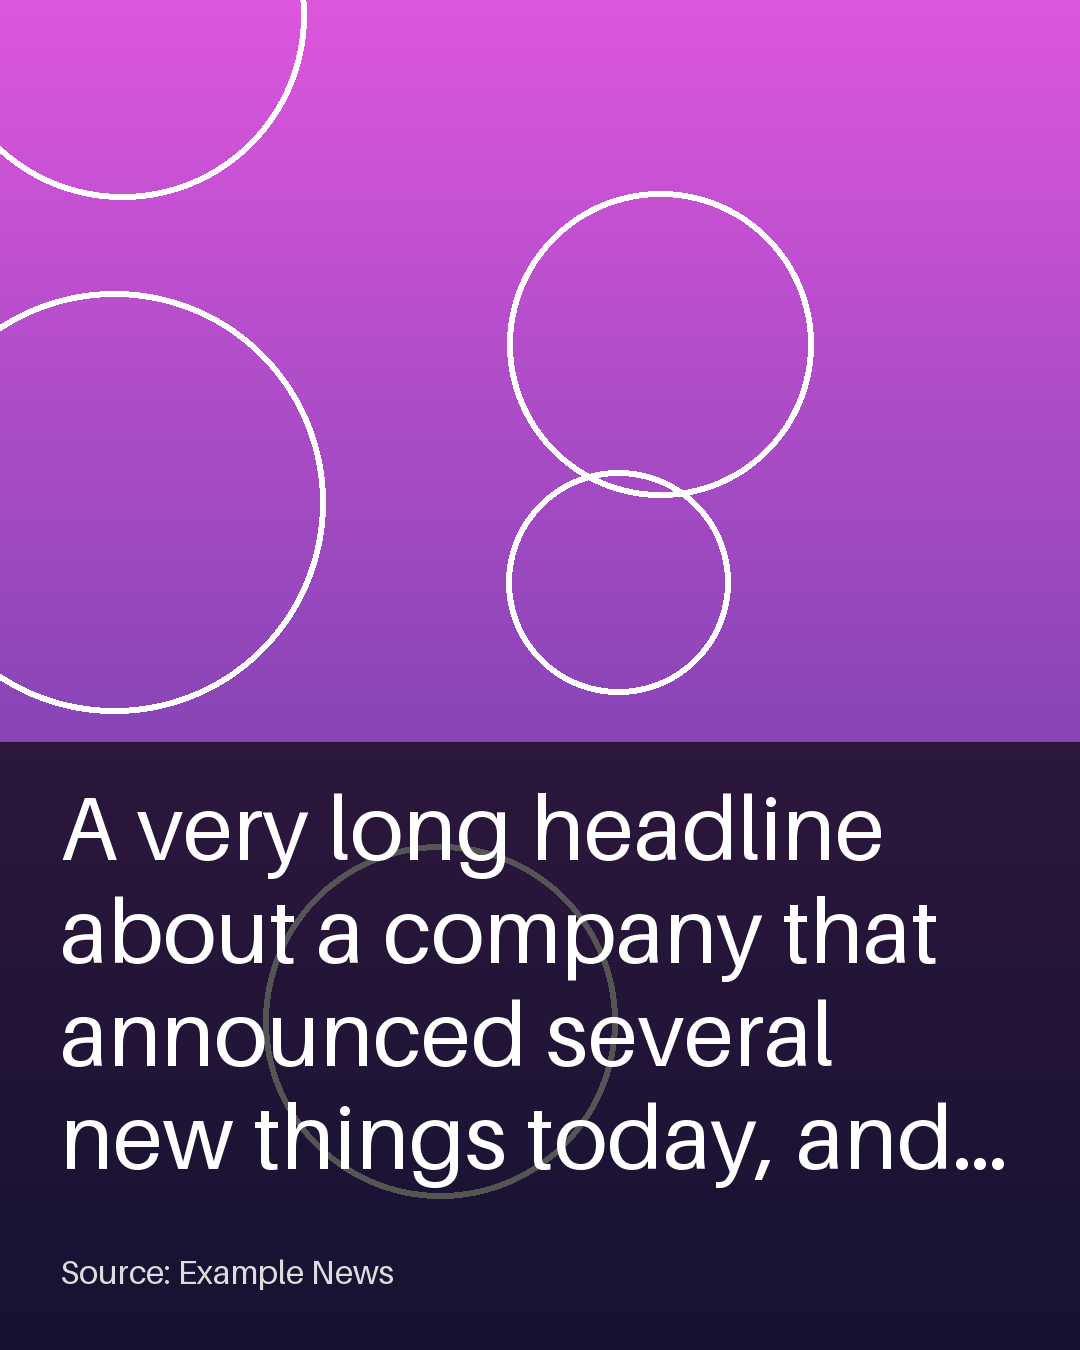 A very long headline
about a company that
announced several
new things today, and...
Source: Example News